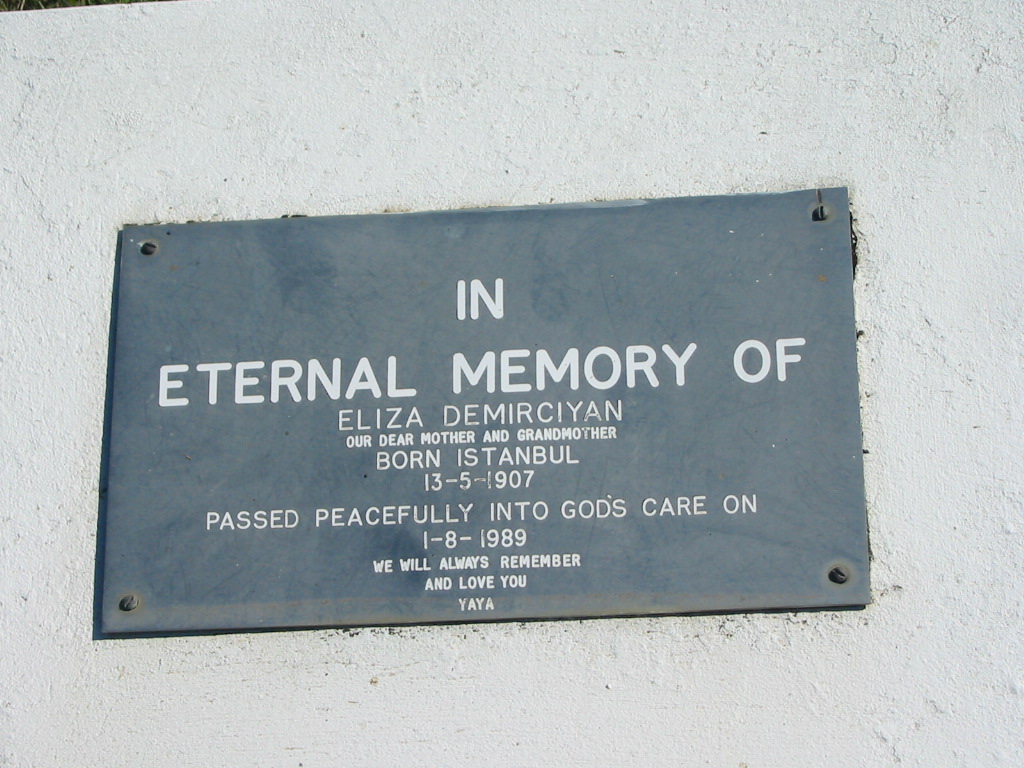 IN
ETERNAL MEMORY OF
ELIZA DEMIRCIYAN
OUR DEAR MOTHER AND GRANDMOTHER
BORN ISTANBUL
13-5-1907
PASSED PEACEFULLY INTO GOD'S CARE ON
1-8-1989
WE WILL ALWAYS REMEMBER
AND LOVE YOU
YAYA